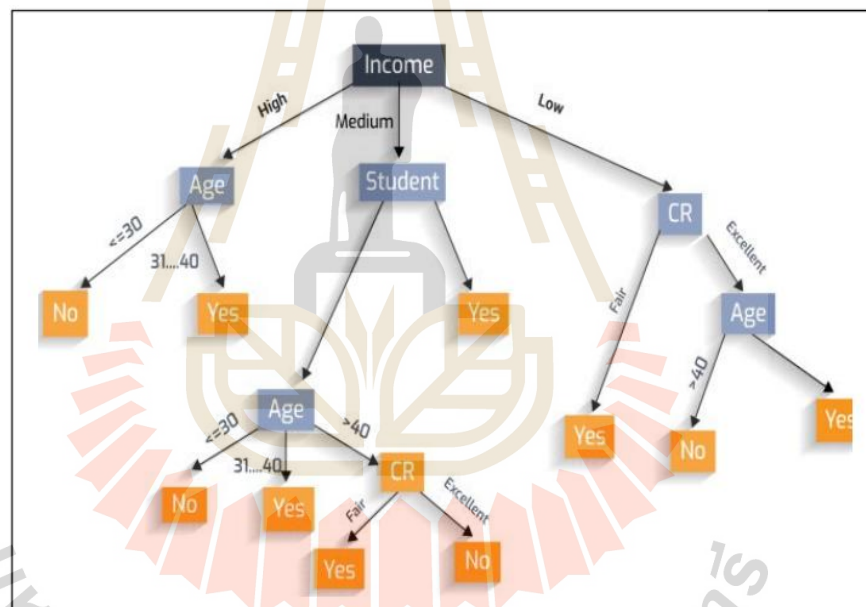 Income
High
Medium
Low
Age
Student
CR
<=30
31....40
Fair
Excellent
No
Yes
Yes
Age
Age
<=30
31....40
>40
>40
Yes
No
Yes
No
Yes
CR
Fair
Excellent
Yes
No